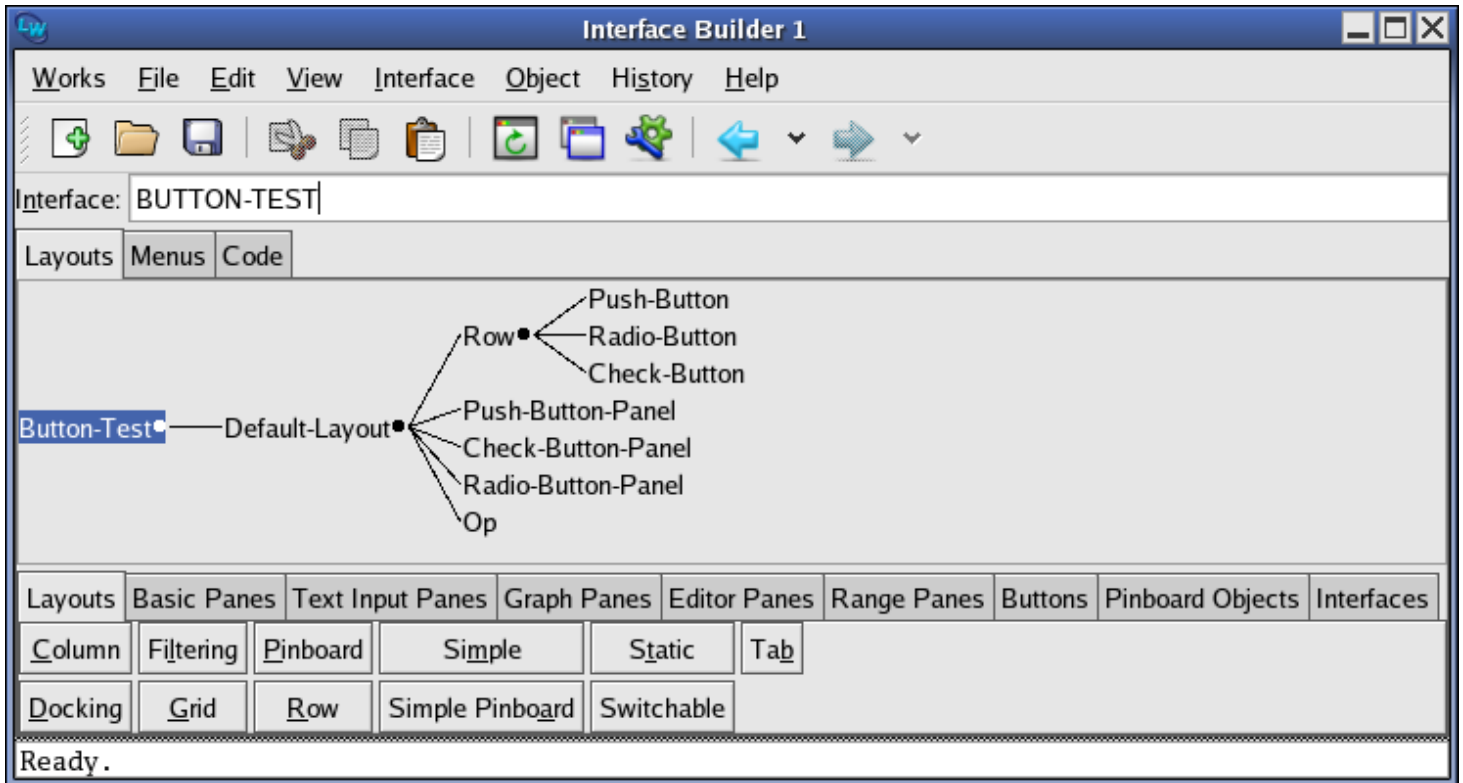 LW Interface Builder 1
Works File Edit View Interface Object History Help
Interface: BUTTON-TEST
Layouts Menus Code
Push-Button
Row Radio-Button
Check-Button
Push-Button-Panel
Button-Test Default-Layout
Check-Button-Panel
Radio-Button-Panel
Op
Layouts Basic Panes Text Input Panes Graph Panes Editor Panes Range Panes Buttons Pinboard Objects Interfaces
Column Filtering Pinboard Simple Static Tab
Docking Grid Row Simple Pinboard Switchable
Ready.